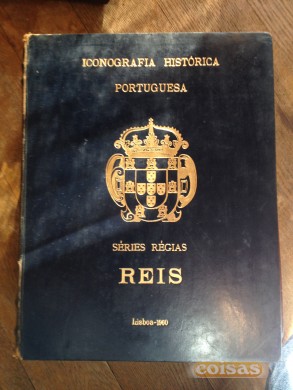 ICONOGRAFIA HISTÓRICA
PORTUGUESA
SÉRIES RÉGIAS
REIS
Lisboa-1960
coisas